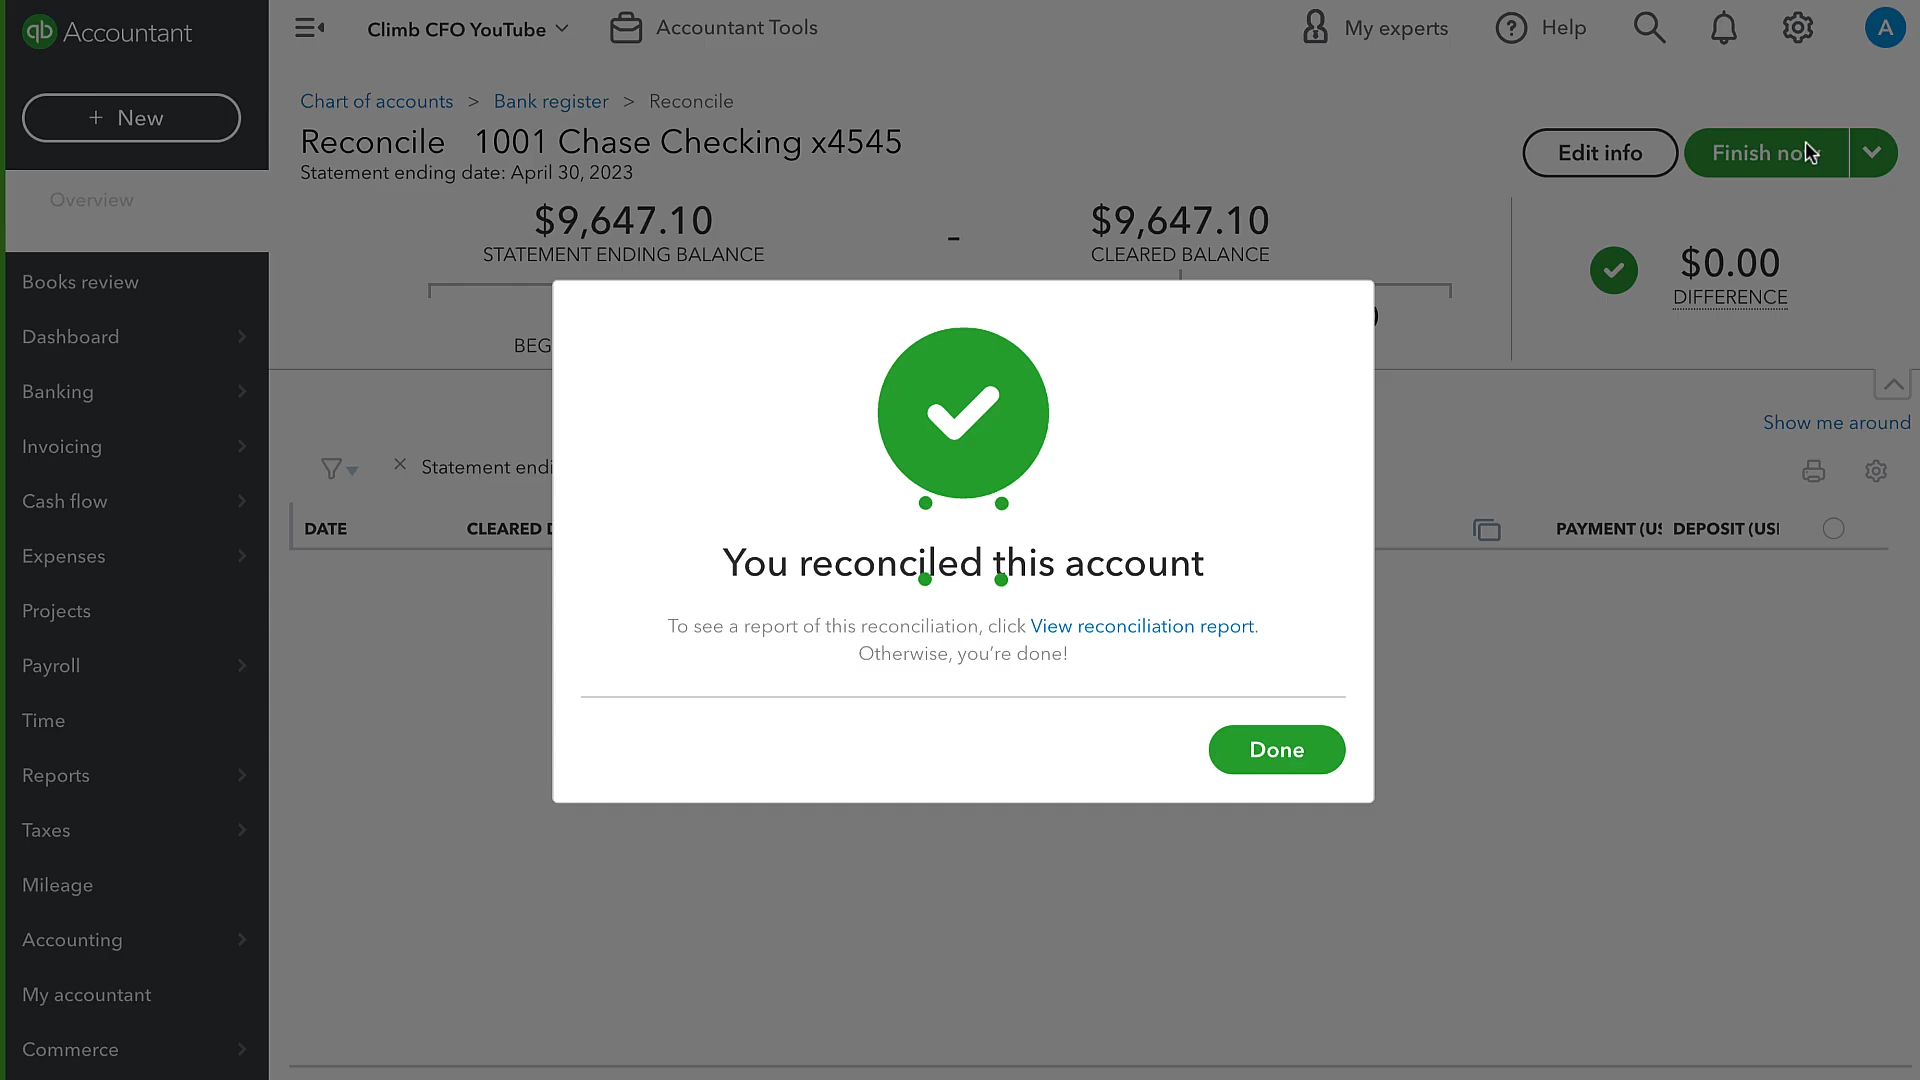 qb Accountant
Climb CFO YouTube
Accountant Tools
My experts
Help
A
+ New
Overview
Books review
Dashboard
Banking
Invoicing
Cash flow
Expenses
Projects
Payroll
Time
Reports
Taxes
Mileage
Accounting
My accountant
Commerce
Chart of accounts > Bank register > Reconcile
Reconcile 1001 Chase Checking x4545
Statement ending date: April 30, 2023
Edit info
Finish no
$9,647.10
STATEMENT ENDING BALANCE
-
$9,647.10
CLEARED BALANCE
$0.00
DIFFERENCE
BEG
Show me around
Statement endi
DATE
CLEARED D
PAYMENT (US
DEPOSIT (USI
You reconciled this account
To see a report of this reconciliation, click View reconciliation report.
Otherwise, you're done!
Done